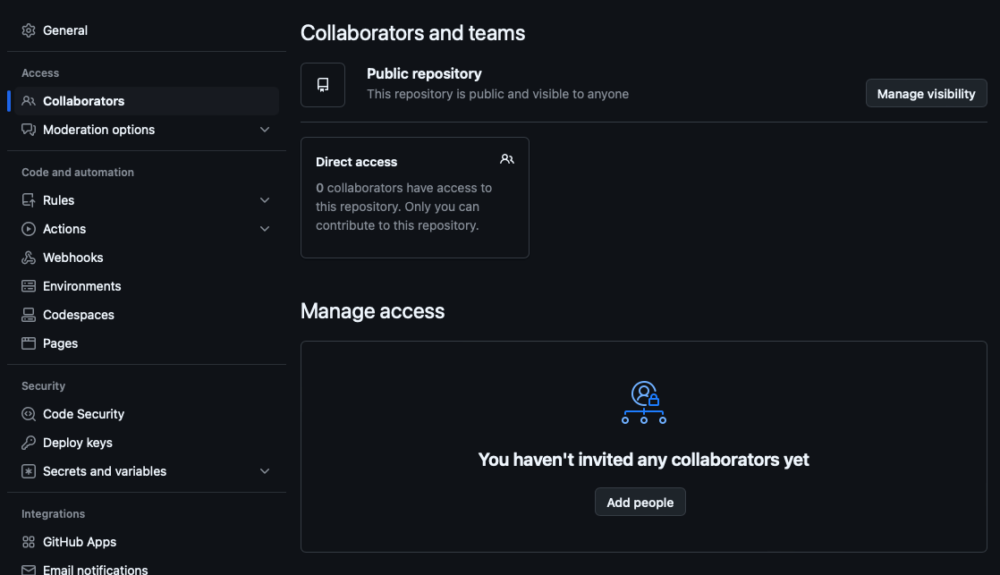 General
Access
Collaborators
Moderation options
Code and automation
Rules
Actions
Webhooks
Environments
Codespaces
Pages
Security
Code Security
Deploy keys
Secrets and variables
Integrations
GitHub Apps
Email notifications
Collaborators and teams
Public repository
This repository is public and visible to anyone
Manage visibility
Direct access
0 collaborators have access to
this repository. Only you can
contribute to this repository.
Manage access
You haven't invited any collaborators yet
Add people